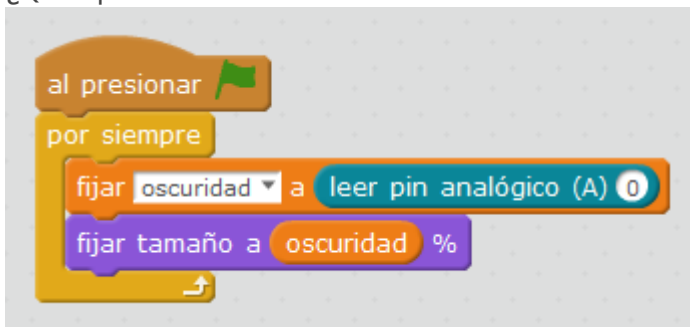 al presionar
por siempre
fijar oscuridad a leer pin analógico (A) 0
fijar tamaño a oscuridad %